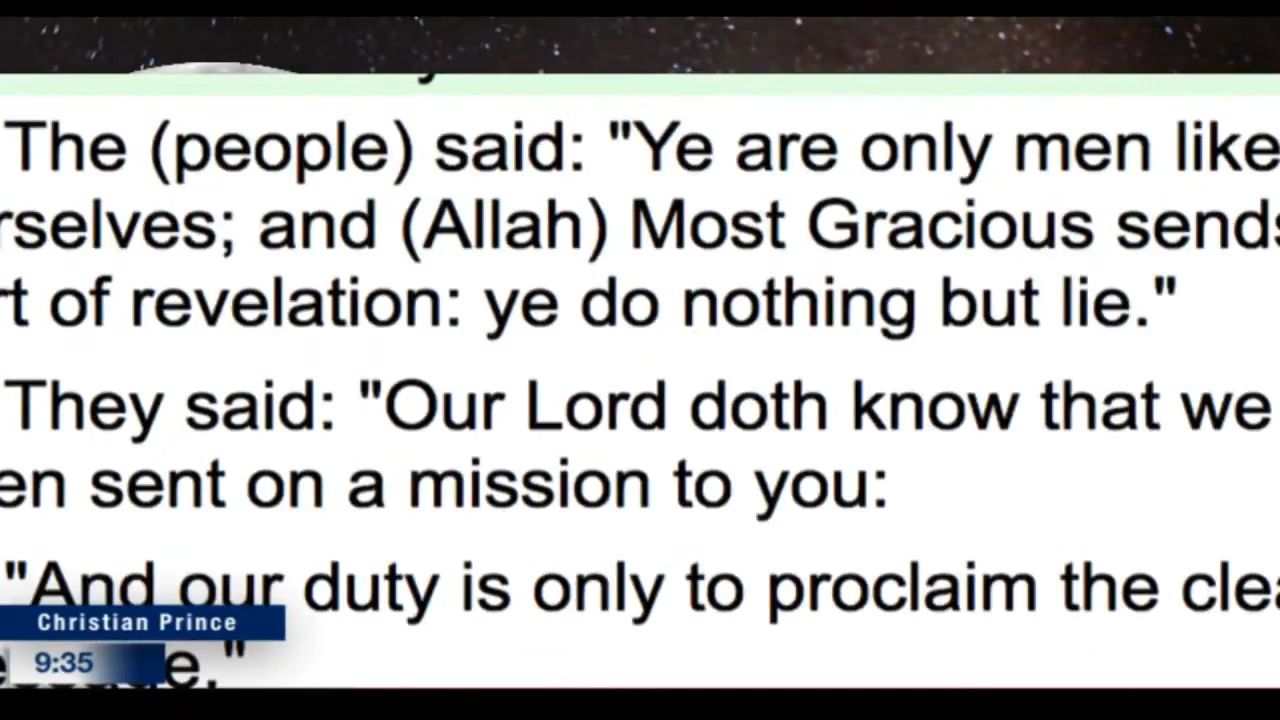 The (people) said: "Ye are only men like
rselves; and (Allah) Most Gracious sends
rt of revelation: ye do nothing but lie."
They said: "Our Lord doth know that we
en sent on a mission to you:
"And our duty is only to proclaim the clea
Christian Prince
9:35
e."